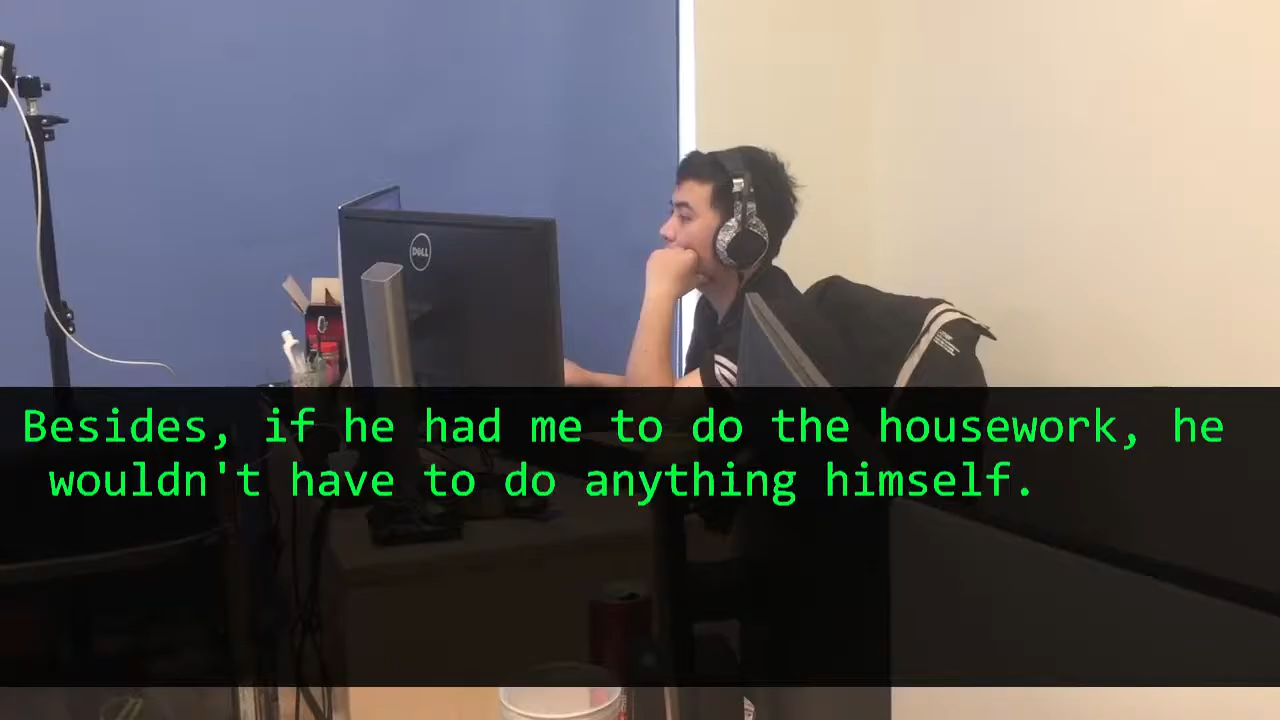 DELL
Besides, if he had me to do the housework, he
wouldn't have to do anything himself.